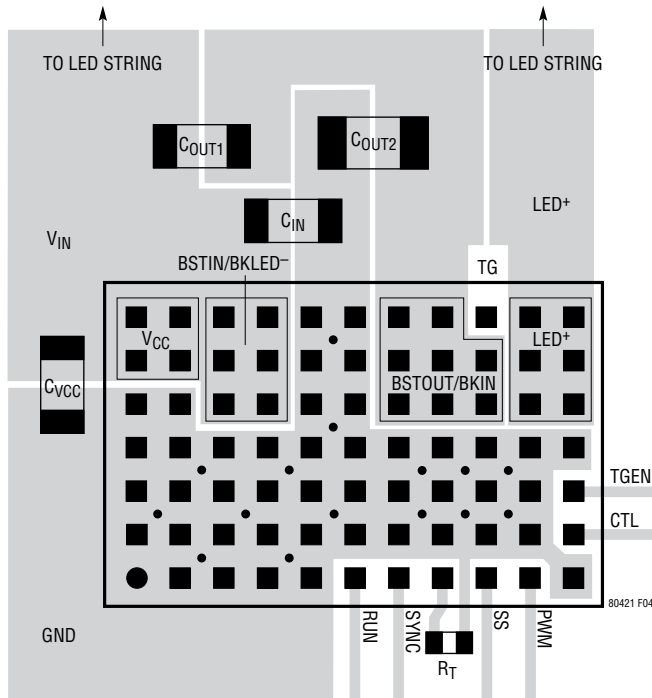 TO LED STRING
TO LED STRING
COUT1
COUT2
CIN
LED+
VIN
BSTIN/BKLED–
TG
VCC
LED+
CVCC
BSTOUT/BKIN
TGEN
CTL
80421 F04
GND
RUN
SYNC
RT
SS
PWM